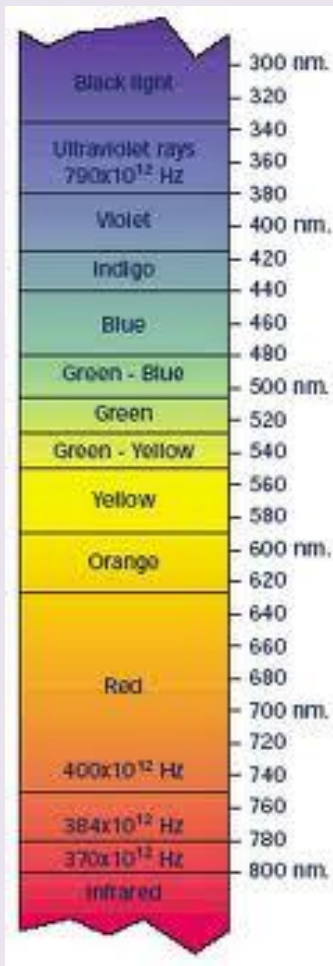 300 nm.
Black light
320
340
Ultraviolet rays
360
790x10¹² Hz
380
Violet
400 nm.
420
Indigo
440
Blue
460
480
Green - Blue
500 nm.
Green
520
Green - Yellow
540
560
Yellow
580
600 nm.
Orange
620
640
660
Red
680
700 nm.
720
400x10¹² Hz
740
760
384x10¹² Hz
780
370x10¹² Hz
800 nm.
Infrared